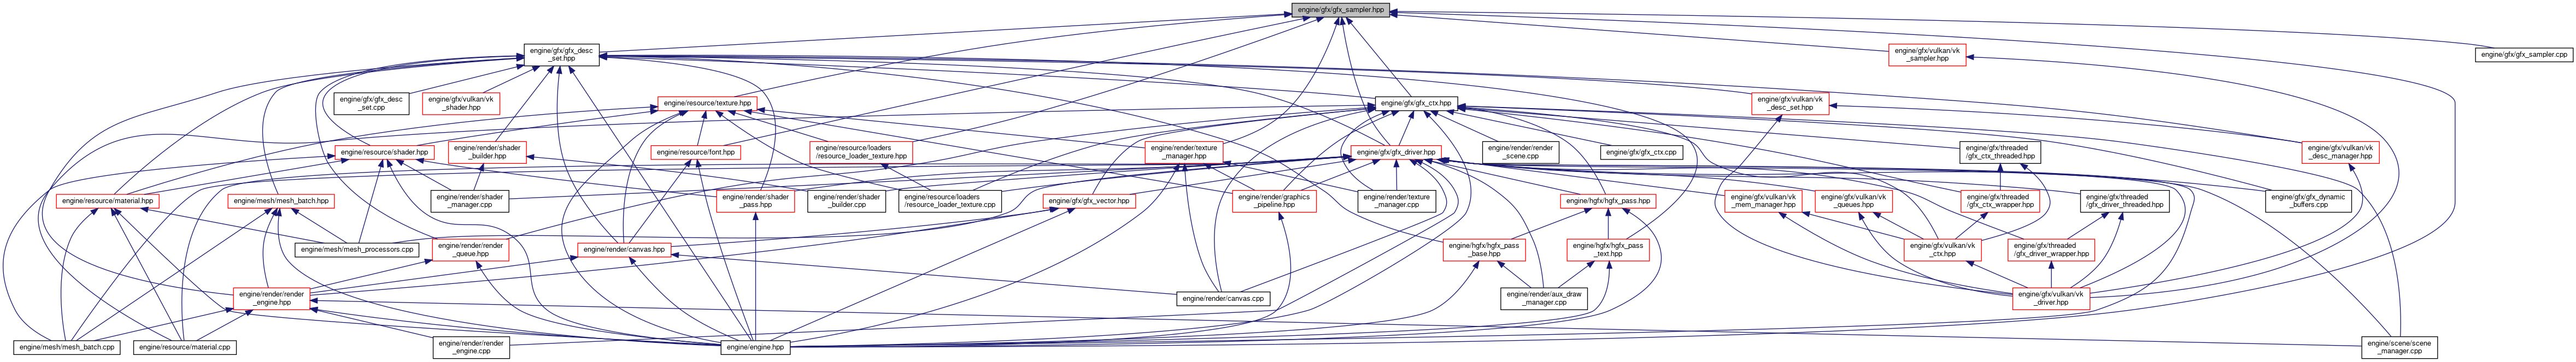 engine/gfx/gfx_sampler.hpp
engine/gfx/gfx_desc
_set.hpp
engine/gfx/vulkan/vk
_sampler.hpp
engine/gfx/gfx_sampler.cpp
engine/gfx/gfx_desc
_set.cpp
engine/gfx/vulkan/vk
_shader.hpp
engine/resource/texture.hpp
engine/gfx/gfx_ctx.hpp
engine/gfx/vulkan/vk
_desc_set.hpp
engine/resource/shader.hpp
engine/render/shader
_builder.hpp
engine/resource/font.hpp
engine/resource/loaders
/resource_loader_texture.hpp
engine/render/texture
_manager.hpp
engine/gfx/gfx_driver.hpp
engine/render/render
_scene.cpp
engine/gfx/gfx_ctx.cpp
engine/gfx/threaded
/gfx_ctx_threaded.hpp
engine/gfx/vulkan/vk
_desc_manager.hpp
engine/resource/material.hpp
engine/mesh/mesh_batch.hpp
engine/render/shader
_manager.cpp
engine/render/shader
_pass.hpp
engine/render/shader
_builder.cpp
engine/resource/loaders
/resource_loader_texture.cpp
engine/gfx/gfx_vector.hpp
engine/render/graphics
_pipeline.hpp
engine/render/texture
_manager.cpp
engine/hgfx/hgfx_pass.hpp
engine/gfx/vulkan/vk
_mem_manager.hpp
engine/gfx/vulkan/vk
_queues.hpp
engine/gfx/threaded
/gfx_ctx_wrapper.hpp
engine/gfx/threaded
/gfx_driver_threaded.hpp
engine/gfx/gfx_dynamic
_buffers.cpp
engine/mesh/mesh_processors.cpp
engine/render/render
_queue.hpp
engine/render/canvas.hpp
engine/hgfx/hgfx_pass
_base.hpp
engine/hgfx/hgfx_pass
_text.hpp
engine/gfx/vulkan/vk
_ctx.hpp
engine/gfx/threaded
/gfx_driver_wrapper.hpp
engine/render/render
_engine.hpp
engine/render/canvas.cpp
engine/render/aux_draw
_manager.cpp
engine/gfx/vulkan/vk
_driver.hpp
engine/mesh/mesh_batch.cpp
engine/resource/material.cpp
engine/render/render
_engine.cpp
engine/engine.hpp
engine/scene/scene
_manager.cpp